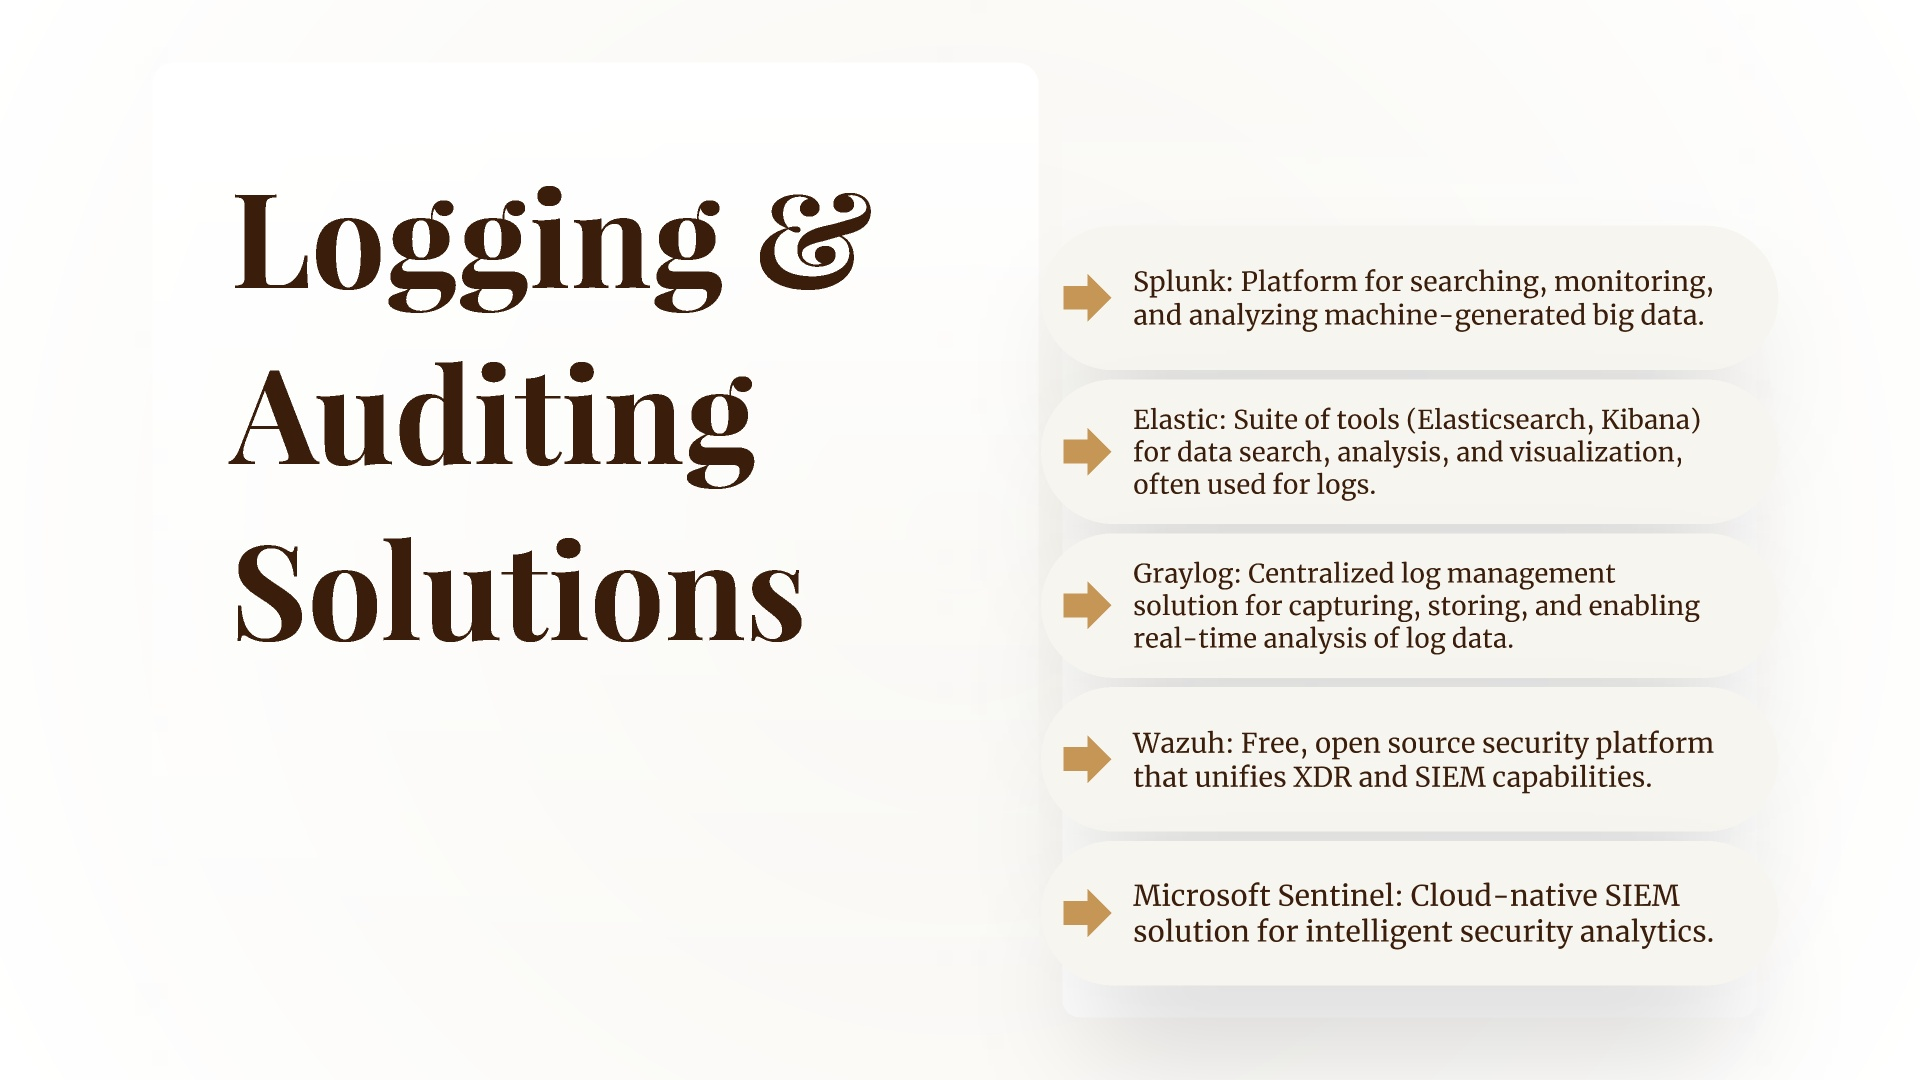 Logging &
Auditing
Solutions
Splunk: Platform for searching, monitoring,
and analyzing machine-generated big data.
Elastic: Suite of tools (Elasticsearch, Kibana)
for data search, analysis, and visualization,
often used for logs.
Graylog: Centralized log management
solution for capturing, storing, and enabling
real-time analysis of log data.
Wazuh: Free, open source security platform
that unifies XDR and SIEM capabilities.
Microsoft Sentinel: Cloud-native SIEM
solution for intelligent security analytics.